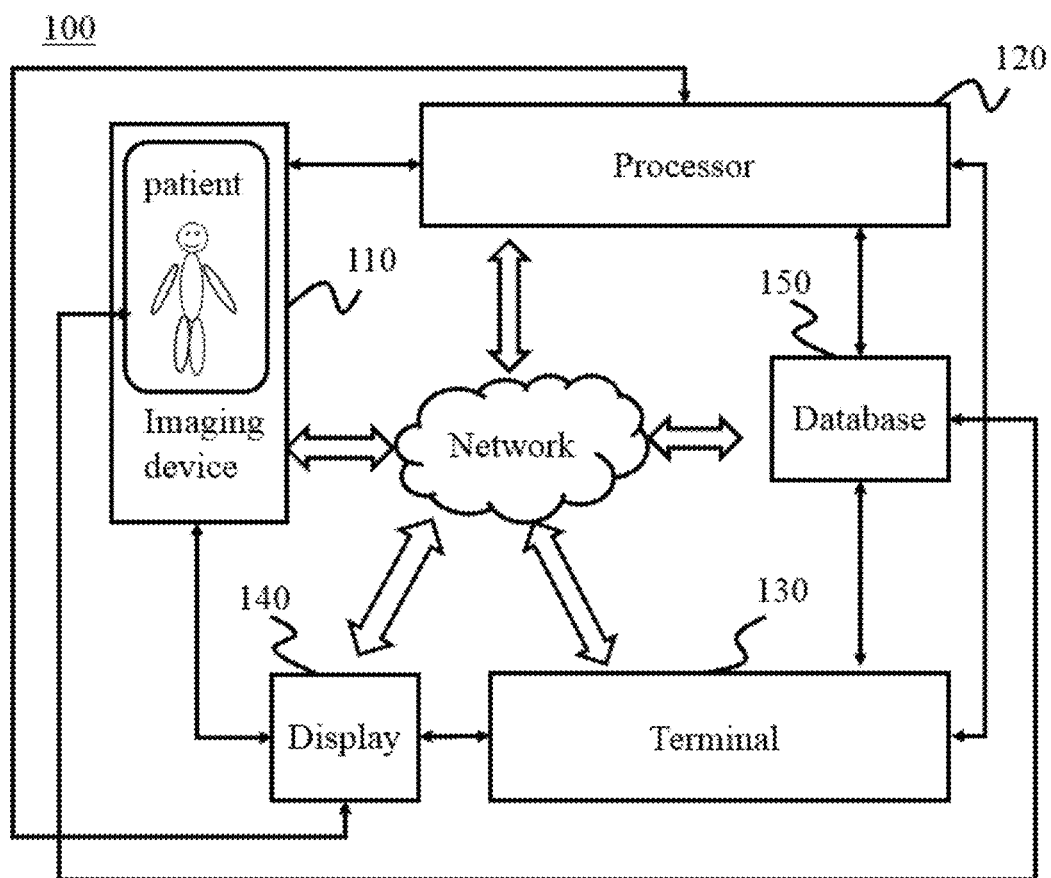 100
120
Processor
patient
110
150
Imaging
device
Network
Database
140
130
Display
Terminal